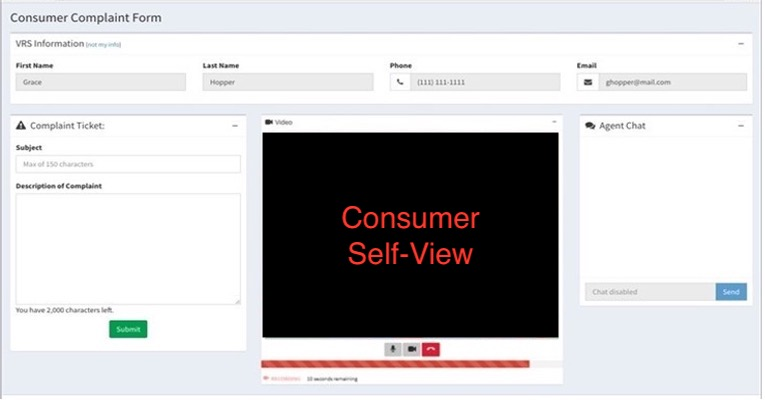 Consumer Complaint Form
VRS Information (not my info)
First Name
Last Name
Phone
Email
Grace
Hopper
(111) 111-1111
ghopper@mail.com
Complaint Ticket:
Subject
Max of 150 characters
Description of Complaint
You have 2,000 characters left.
Submit
Video
Consumer
Self-View
RECORDING
10 seconds remaining
Agent Chat
Chat disabled
Send